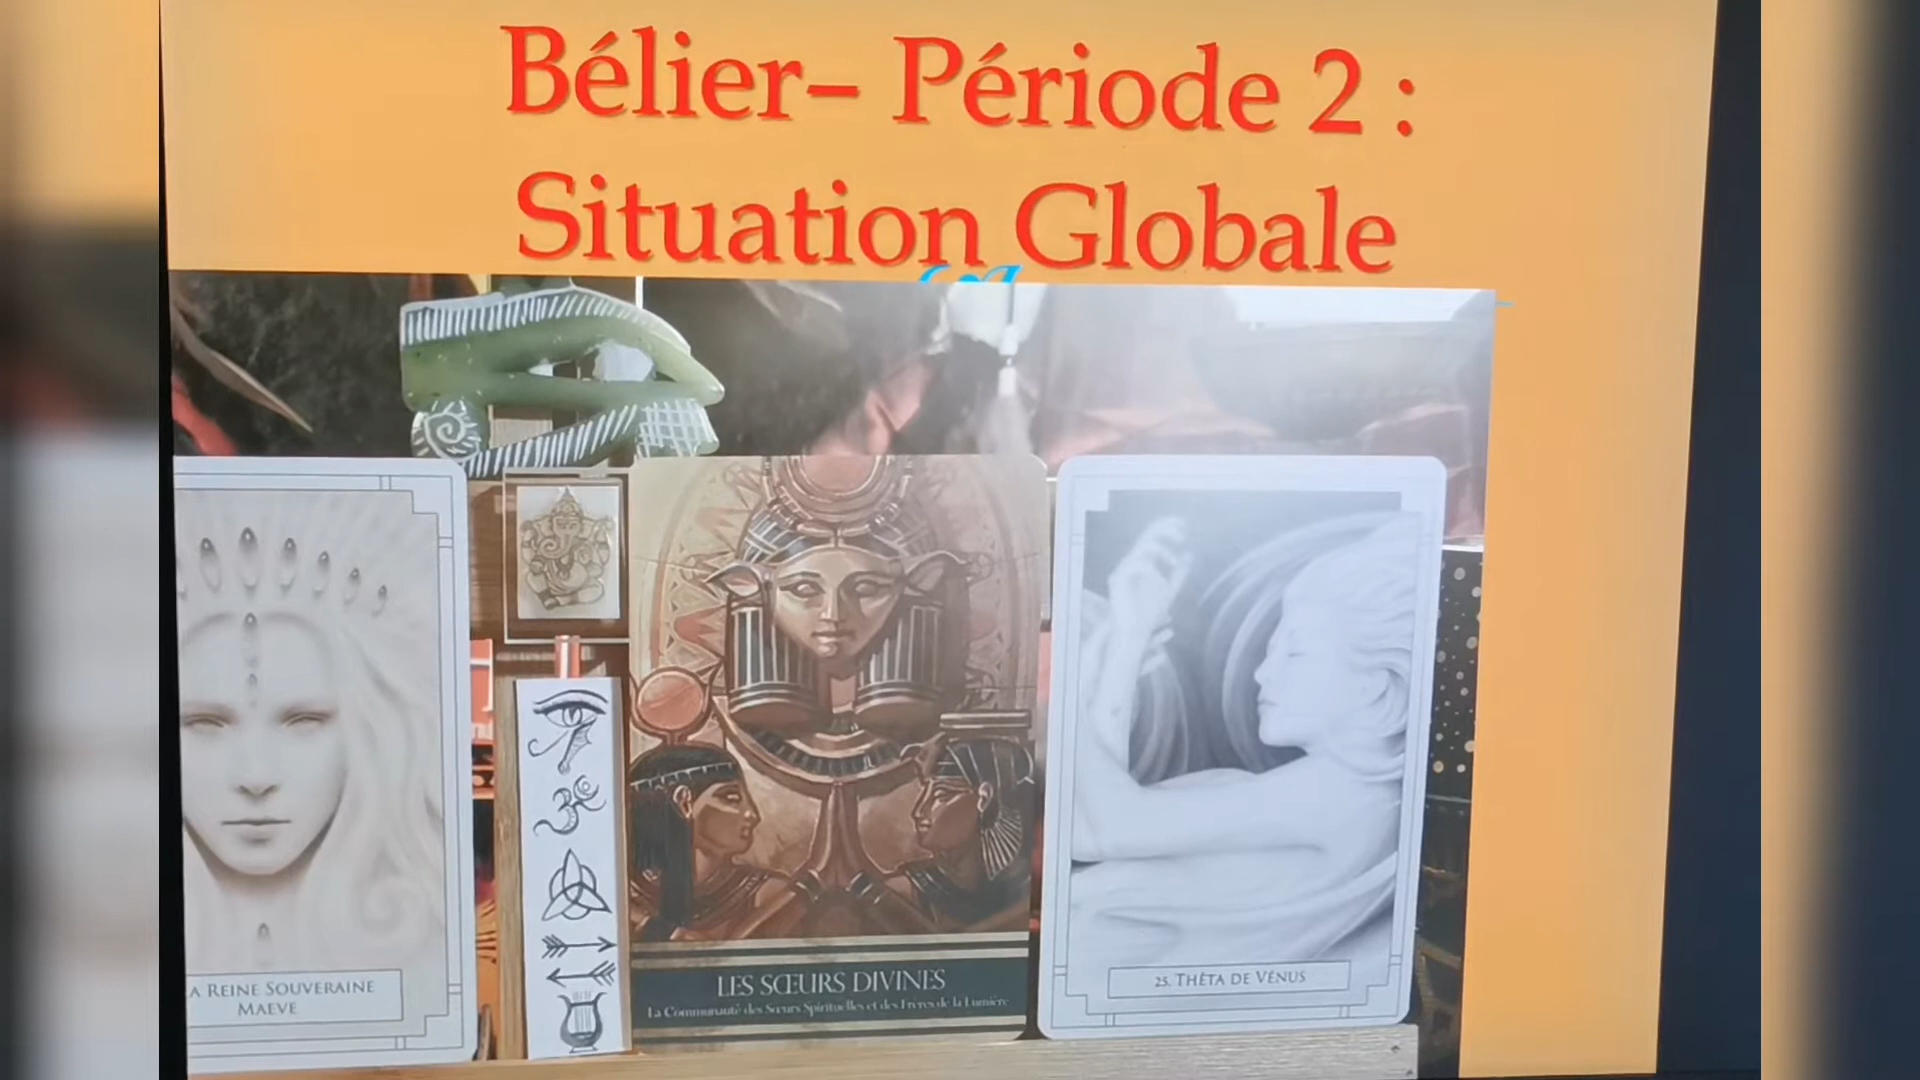 Bélier– Période 2 :
Situation Globale
A REINE SOUVERAINE
MAEVE
LES SŒURS DIVINES
La Communauté des Sœurs Spirituelles et des Frères de la Lumière
25. THÊTA DE VÉNUS